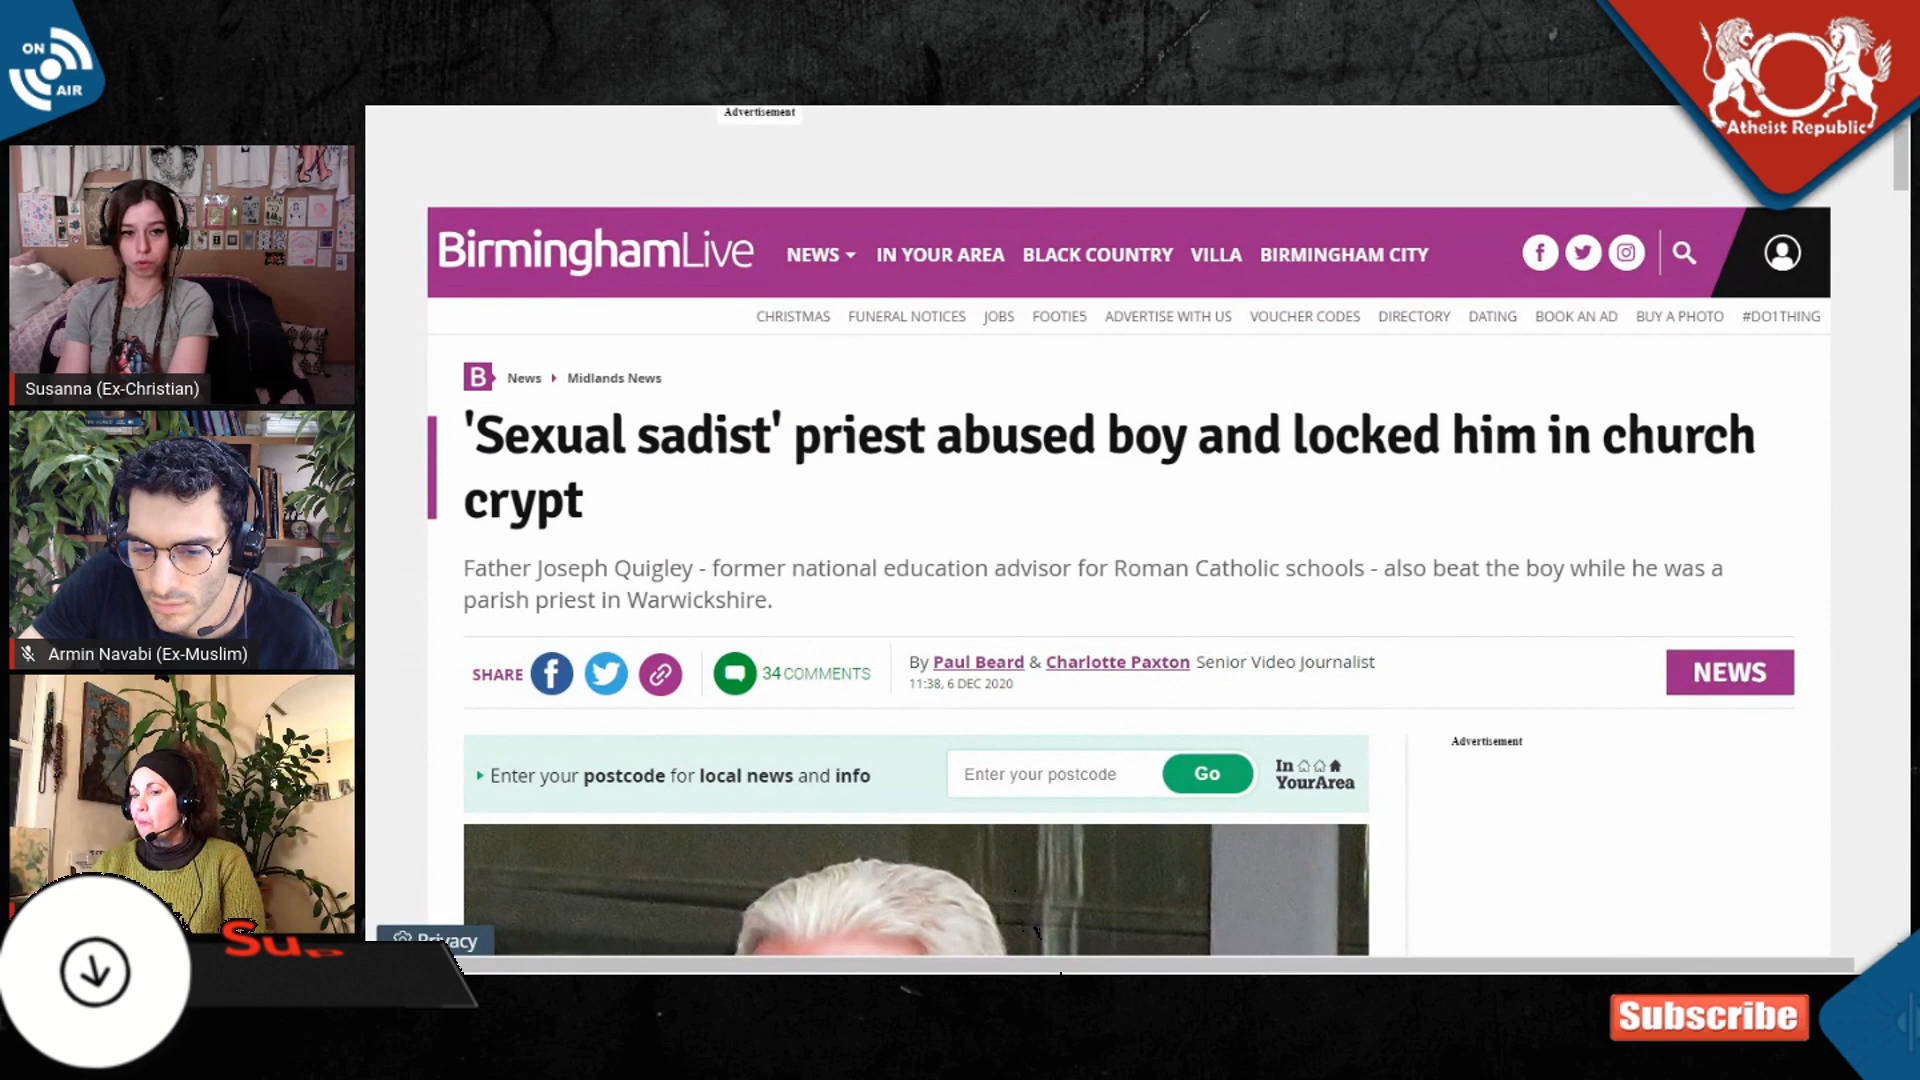 ON
AIR
Atheist Republic
Advertisement
BirminghamLive
NEWS
IN YOUR AREA
BLACK COUNTRY
VILLA
BIRMINGHAM CITY
CHRISTMAS
FUNERAL NOTICES
JOBS
FOOTIE5
ADVERTISE WITH US
VOUCHER CODES
DIRECTORY
DATING
BOOK AN AD
BUY A PHOTO
#DO1THING
B News Midlands News
'Sexual sadist' priest abused boy and locked him in church
crypt
Father Joseph Quigley - former national education advisor for Roman Catholic schools - also beat the boy while he was a
parish priest in Warwickshire.
SHARE
34 COMMENTS
By Paul Beard & Charlotte Paxton Senior Video Journalist
11:38, 6 DEC 2020
NEWS
Enter your postcode for local news and info
Enter your postcode
Go
In
YourArea
Advertisement
Privacy
Susanna (Ex-Christian)
Armin Navabi (Ex-Muslim)
Subscribe